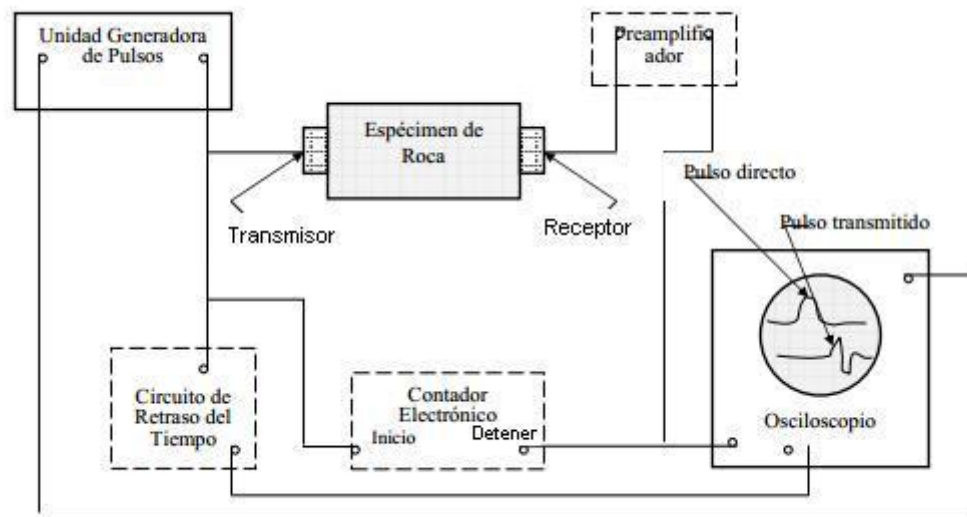 Unidad Generadora
de Pulsos
Preamplific
ador
Espécimen de
Roca
Pulso directo
Transmisor
Receptor
Pulso transmitido
Circuito de
Retraso del
Tiempo
Contador
Electrónico
Inicio
Detener
Osciloscopio